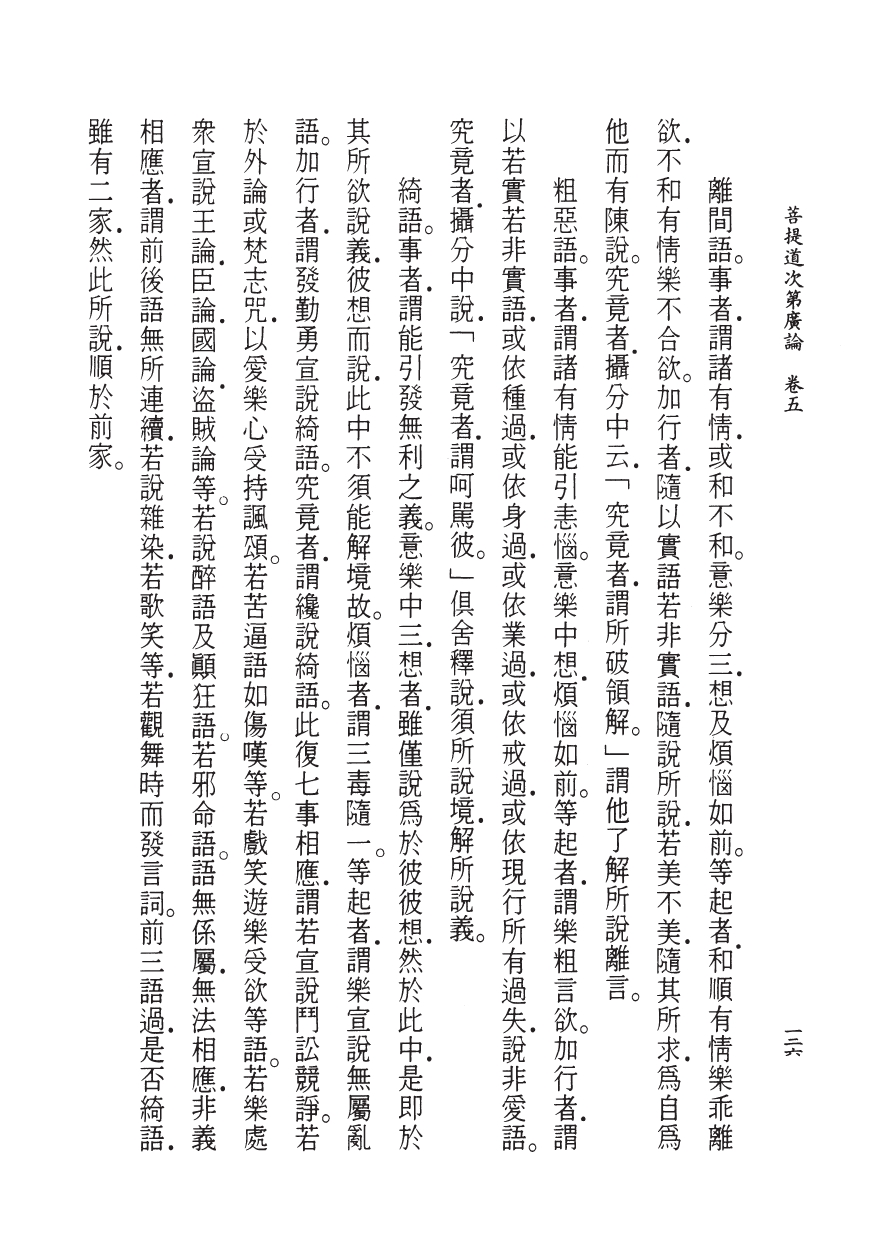 菩提道次第廣論　卷五
一三六
離間語。事者．謂諸有情．或和不和。意樂分三．想及煩惱如前。等起者．和順有情樂乖離
欲．不和有情樂不合欲。加行者．隨以實語若非實語．隨說所說．若美不美．隨其所求．爲自爲
他而有陳說。究竟者．攝分中云．「究竟者．謂所破領解。」謂他了解所說離言。
粗惡語。事者．謂諸有情能引恚惱。意樂中想．煩惱如前。等起者．謂樂粗言欲。加行者．謂
以若實若非實語．或依種過．或依身過．或依業過．或依戒過．或依現行所有過失．說非愛語。
究竟者．攝分中說．「究竟者．謂呵罵彼。」俱舍釋說．須所說境．解所說義。
綺語。事者．謂能引發無利之義。意樂中三．想者．雖僅說爲於彼彼想．然於此中．是即於
其所欲說義．彼想而說．此中不須能解境故。煩惱者．謂三毒隨一。等起者．謂樂宣說無屬亂
語。加行者．謂發勤勇宣說綺語。究竟者．謂纔說綺語。此復七事相應．謂若宣說鬥訟競諍。若
於外論或梵志咒．以愛樂心受持諷頌。若苦逼語如傷嘆等。若戲笑遊樂受欲等語。若樂處
衆宣說王論．臣論．國論．盜賊論等。若說醉語及顚狂語。若邪命語。語無係屬．無法相應．非義
相應者．謂前後語無所連續．若說雜染．若歌笑等．若觀舞時而發言詞。前三語過．是否綺語．
雖有二家．然此所說．順於前家。